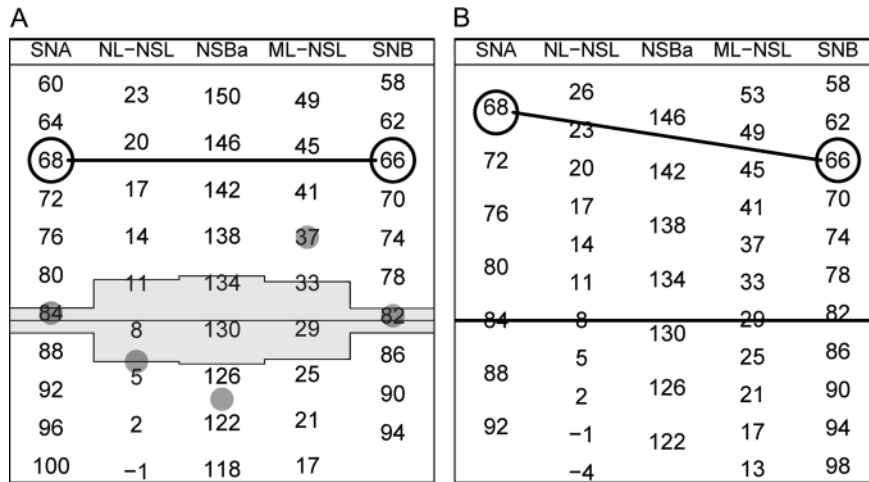 A
SNA NL−NSL NSBa ML−NSL SNB
60 23 150 49 58
64 20 146 45 62
68 17 142 41 66
72 14 138 37 70
76 11 134 33 74
80 8 130 29 78
84 5 126 25 82
88 2 122 21 86
92 −1 118 17 90
96 94
100
B
SNA NL−NSL NSBa ML−NSL SNB
68 26 146 53 58
72 23 142 49 62
76 20 138 45 66
80 17 134 41 70
84 14 130 37 74
88 11 126 33 78
92 8 122 29 82
5 25 86
2 21 90
−1 17 94
−4 13 98